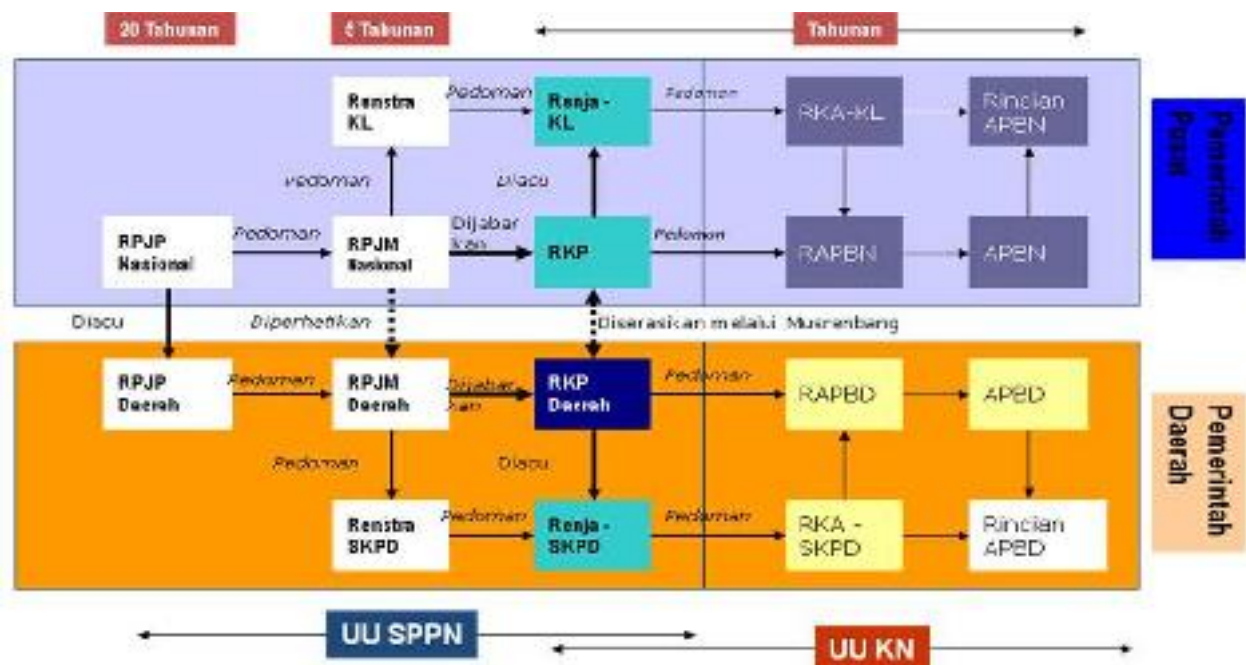 20 Tahunan
5 Tahunan
Tahunan
Renstra
KL
Pedoman
Renja -
KL
Pedoman
RKA-KL
Rincian
APBN
Pemerintah
Pusat
Pedoman
Diacu
RPJP
Nasional
Pedoman
RPJM
Nasional
Dijabar
kan
RKP
Pedoman
RAPBN
APBN
Diacu
Diperhatikan
Diserasikan melalui Musrenbang
RPJP
Daerah
Pedoman
RPJM
Daerah
Dijabar
kan
RKP
Daerah
Pedoman
RAPBD
APBD
Pemerintah
Daerah
Pedoman
Diacu
Renstra
SKPD
Pedoman
Renja -
SKPD
Pedoman
RKA -
SKPD
Rincian
APBD
UU SPPN
UU KN